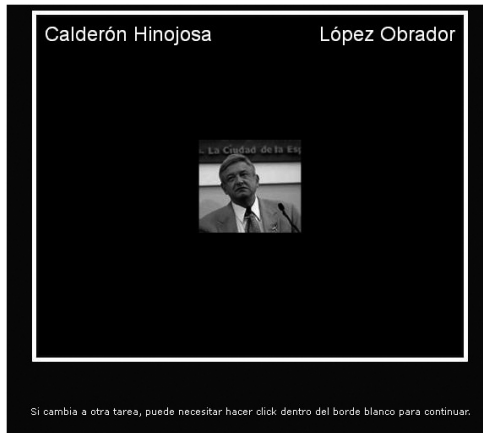 Calderón Hinojosa López Obrador
La Ciudad de la Es
Si cambia a otra tarea, puede necesitar hacer click dentro del borde blanco para continuar.